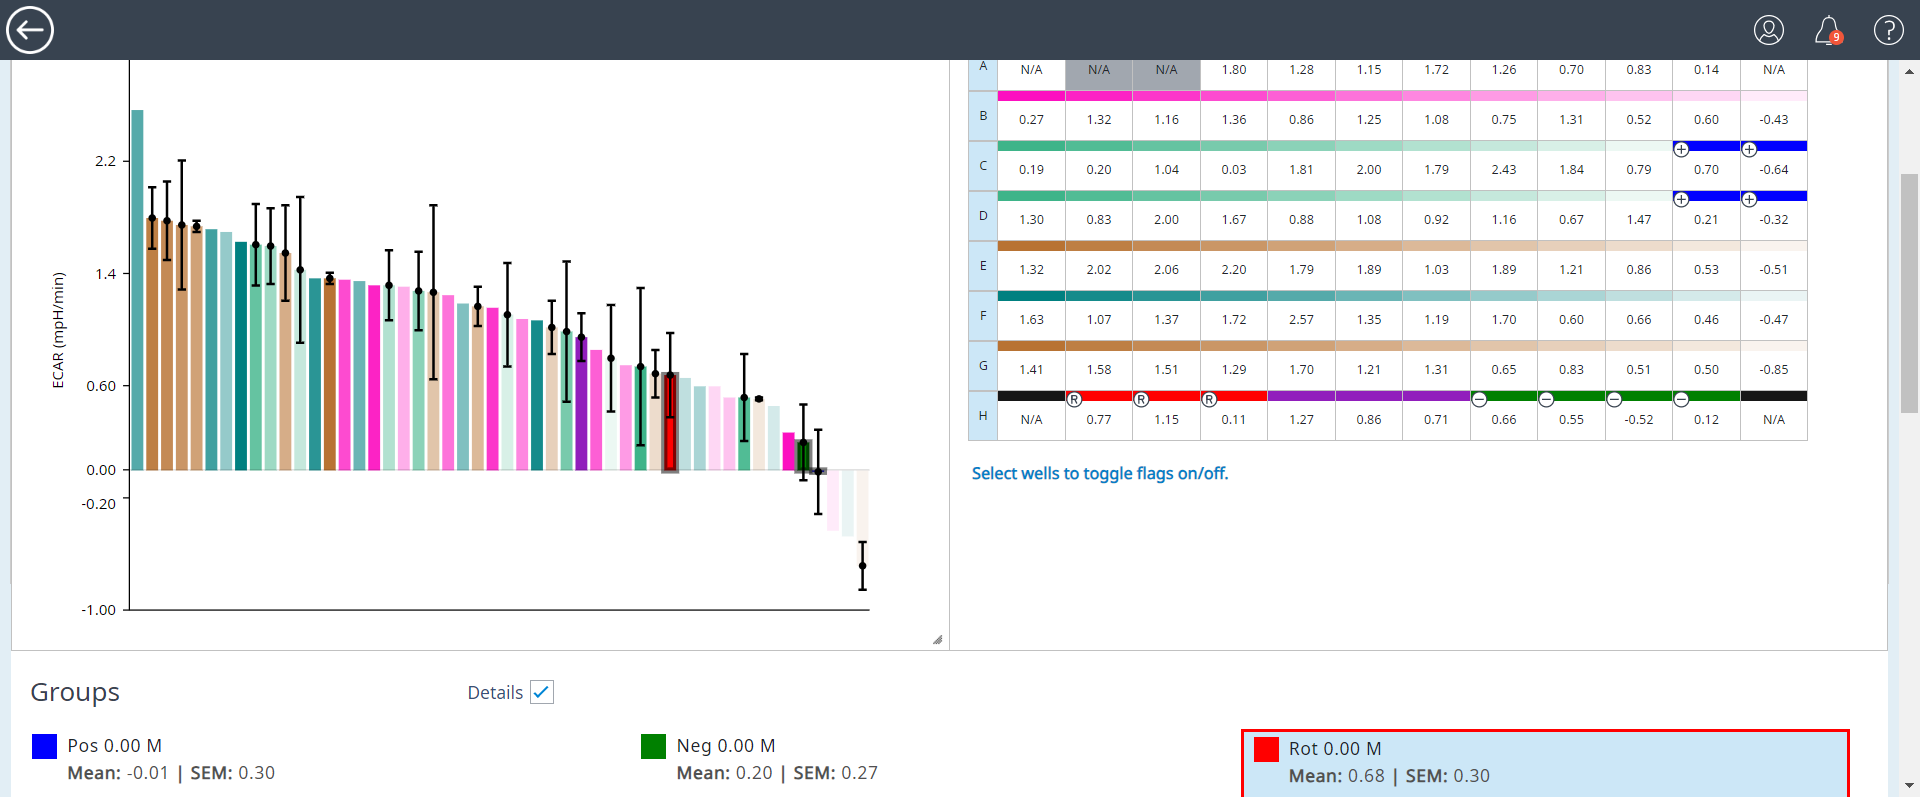 9
?
2.2
1.4
0.60
0.00
-0.20
-1.00
ECAR (mpH/min)
A N/A N/A N/A 1.80 1.28 1.15 1.72 1.26 0.70 0.83 0.14 N/A
B 0.27 1.32 1.16 1.36 0.86 1.25 1.08 0.75 1.31 0.52 0.60 -0.43
+ +
C 0.19 0.20 1.04 0.03 1.81 2.00 1.79 2.43 1.84 0.79 0.70 -0.64
+ +
D 1.30 0.83 2.00 1.67 0.88 1.08 0.92 1.16 0.67 1.47 0.21 -0.32
E 1.32 2.02 2.06 2.20 1.79 1.89 1.03 1.89 1.21 0.86 0.53 -0.51
F 1.63 1.07 1.37 1.72 2.57 1.35 1.19 1.70 0.60 0.66 0.46 -0.47
G 1.41 1.58 1.51 1.29 1.70 1.21 1.31 0.65 0.83 0.51 0.50 -0.85
R R R − − − −
H N/A 0.77 1.15 0.11 1.27 0.86 0.71 0.66 0.55 -0.52 0.12 N/A
Select wells to toggle flags on/off.
Groups
Details
Pos 0.00 M
Mean: -0.01 | SEM: 0.30
Neg 0.00 M
Mean: 0.20 | SEM: 0.27
Rot 0.00 M
Mean: 0.68 | SEM: 0.30